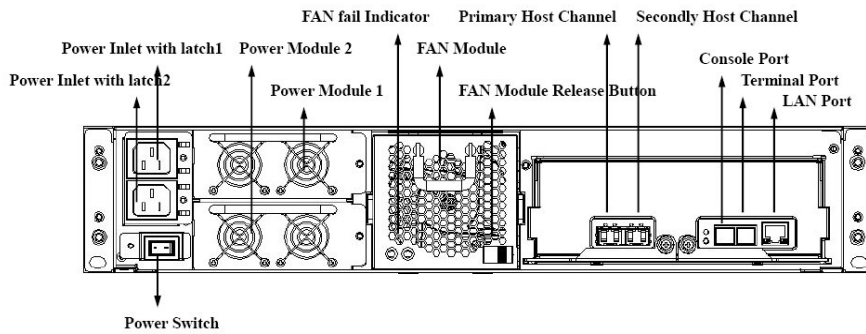 FAN fail Indicator Primary Host Channel Secondly Host Channel
Power Inlet with latch1 Power Module 2 FAN Module
Console Port
Power Inlet with latch2 Power Module 1 FAN Module Release Button Terminal Port
LAN Port
Power Switch